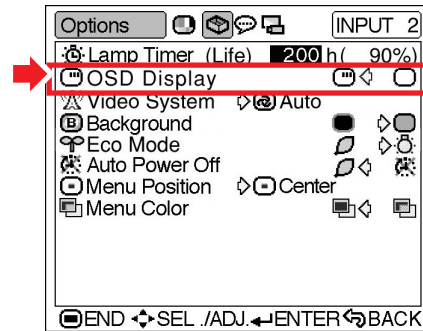 Options INPUT 2
Lamp Timer (Life) 200 h( 90%)
OSD Display
Video System Auto
B Background
Eco Mode
Auto Power Off
Menu Position Center
Menu Color
END SEL ./ADJ. ENTER BACK